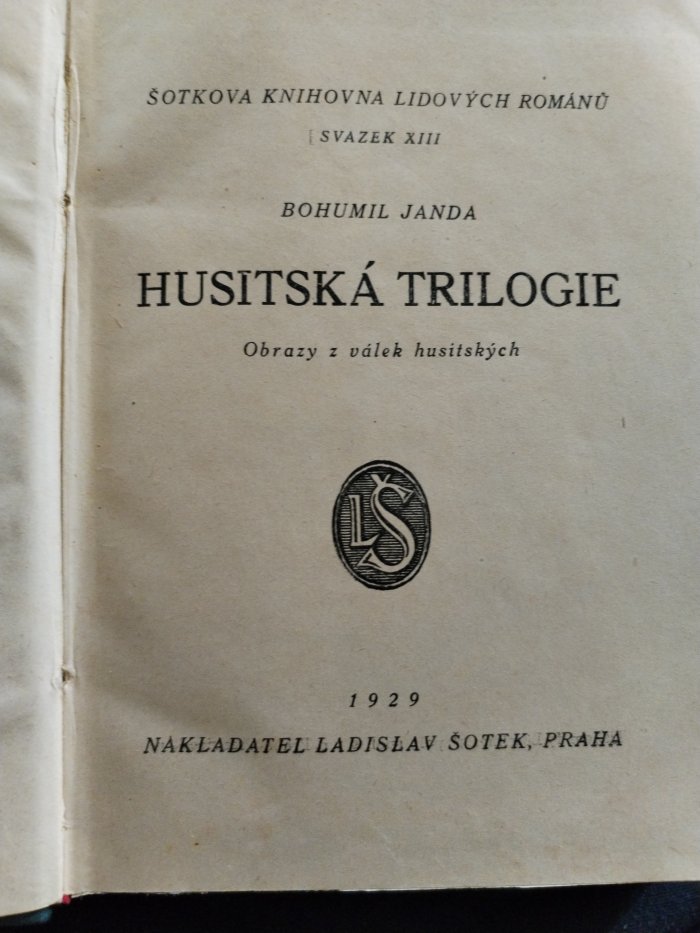 ŠOTKOVA KNIHOVNA LIDOVÝCH ROMÁNŮ
SVAZEK XIII
BOHUMIL JANDA
HUSITSKÁ TRILOGIE
Obrazy z válek husitských
LŠ
1929
NAKLADATEL LADISLAV ŠOTEK, PRAHA